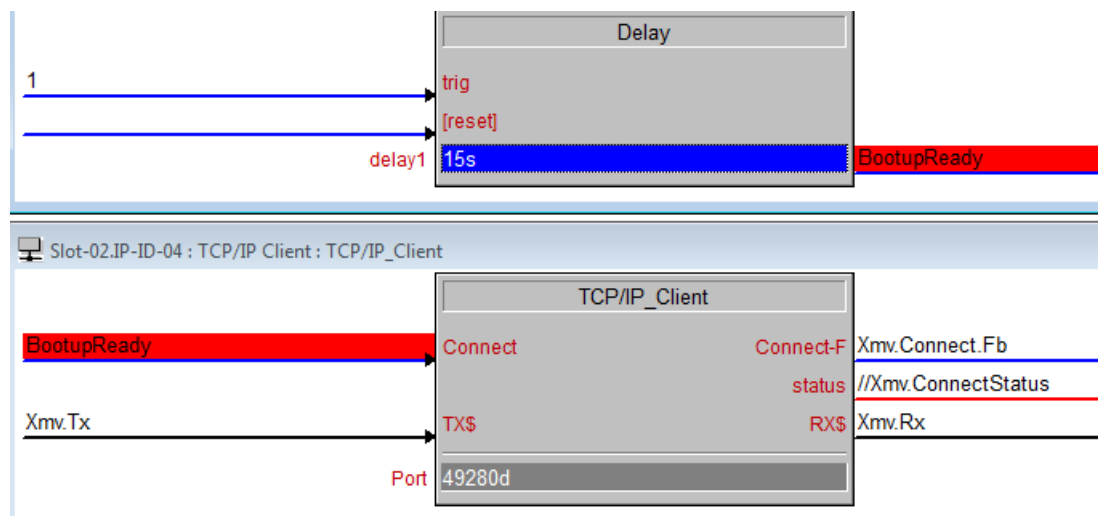 Delay
1
trig
[reset]
delay1 15s BootupReady
Slot-02.IP-ID-04 : TCP/IP Client : TCP/IP_Client
TCP/IP_Client
BootupReady Connect Connect-F Xmv.Connect.Fb
status //Xmv.ConnectStatus
Xmv.Tx TX$ RX$ Xmv.Rx
Port 49280d